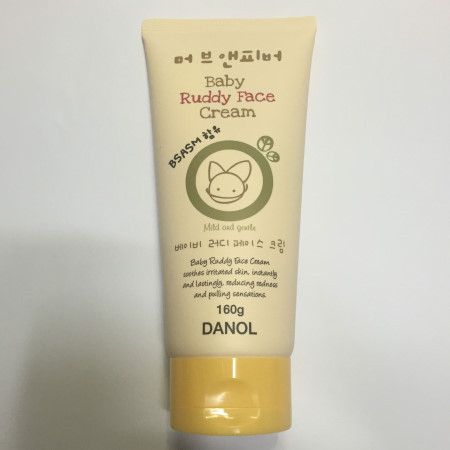 머브앤피버
Baby
Ruddy Face
Cream
BSASM 함유
Mild and gentle
베이비 러디 페이스 크림
Baby Ruddy Face Cream
soothes irritated skin, instantly
and lastingly, reducing redness
and pulling sensations.
160g
DANOL